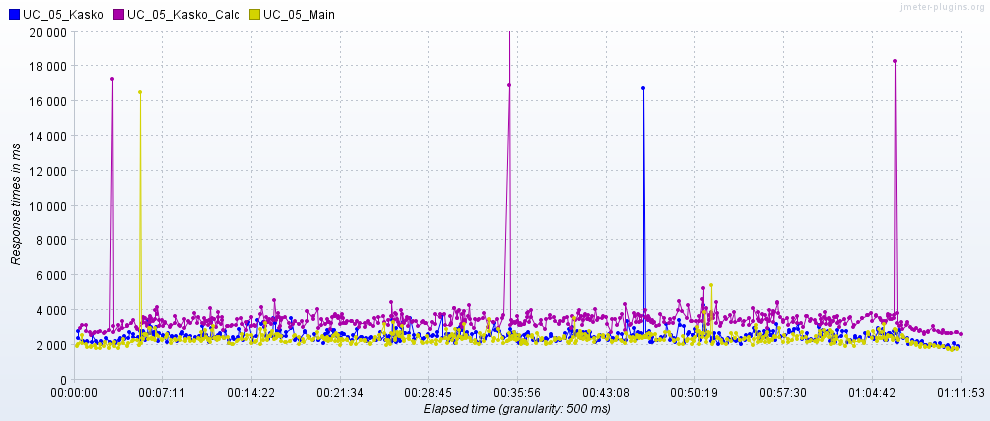 UC_05_Kasko UC_05_Kasko_Calc UC_05_Main
jmeter-plugins.org
20 000
18 000
16 000
14 000
12 000
10 000
8 000
6 000
4 000
2 000
0
Response times in ms
00:00:00 00:07:11 00:14:22 00:21:34 00:28:45 00:35:56 00:43:08 00:50:19 00:57:30 01:04:42 01:11:53
Elapsed time (granularity: 500 ms)